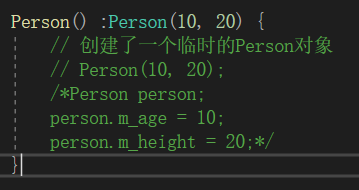 Person() :Person(10, 20) {
// 创建了一个临时的Person对象
// Person(10, 20);
/*Person person;
person.m_age = 10;
person.m_height = 20;*/
}